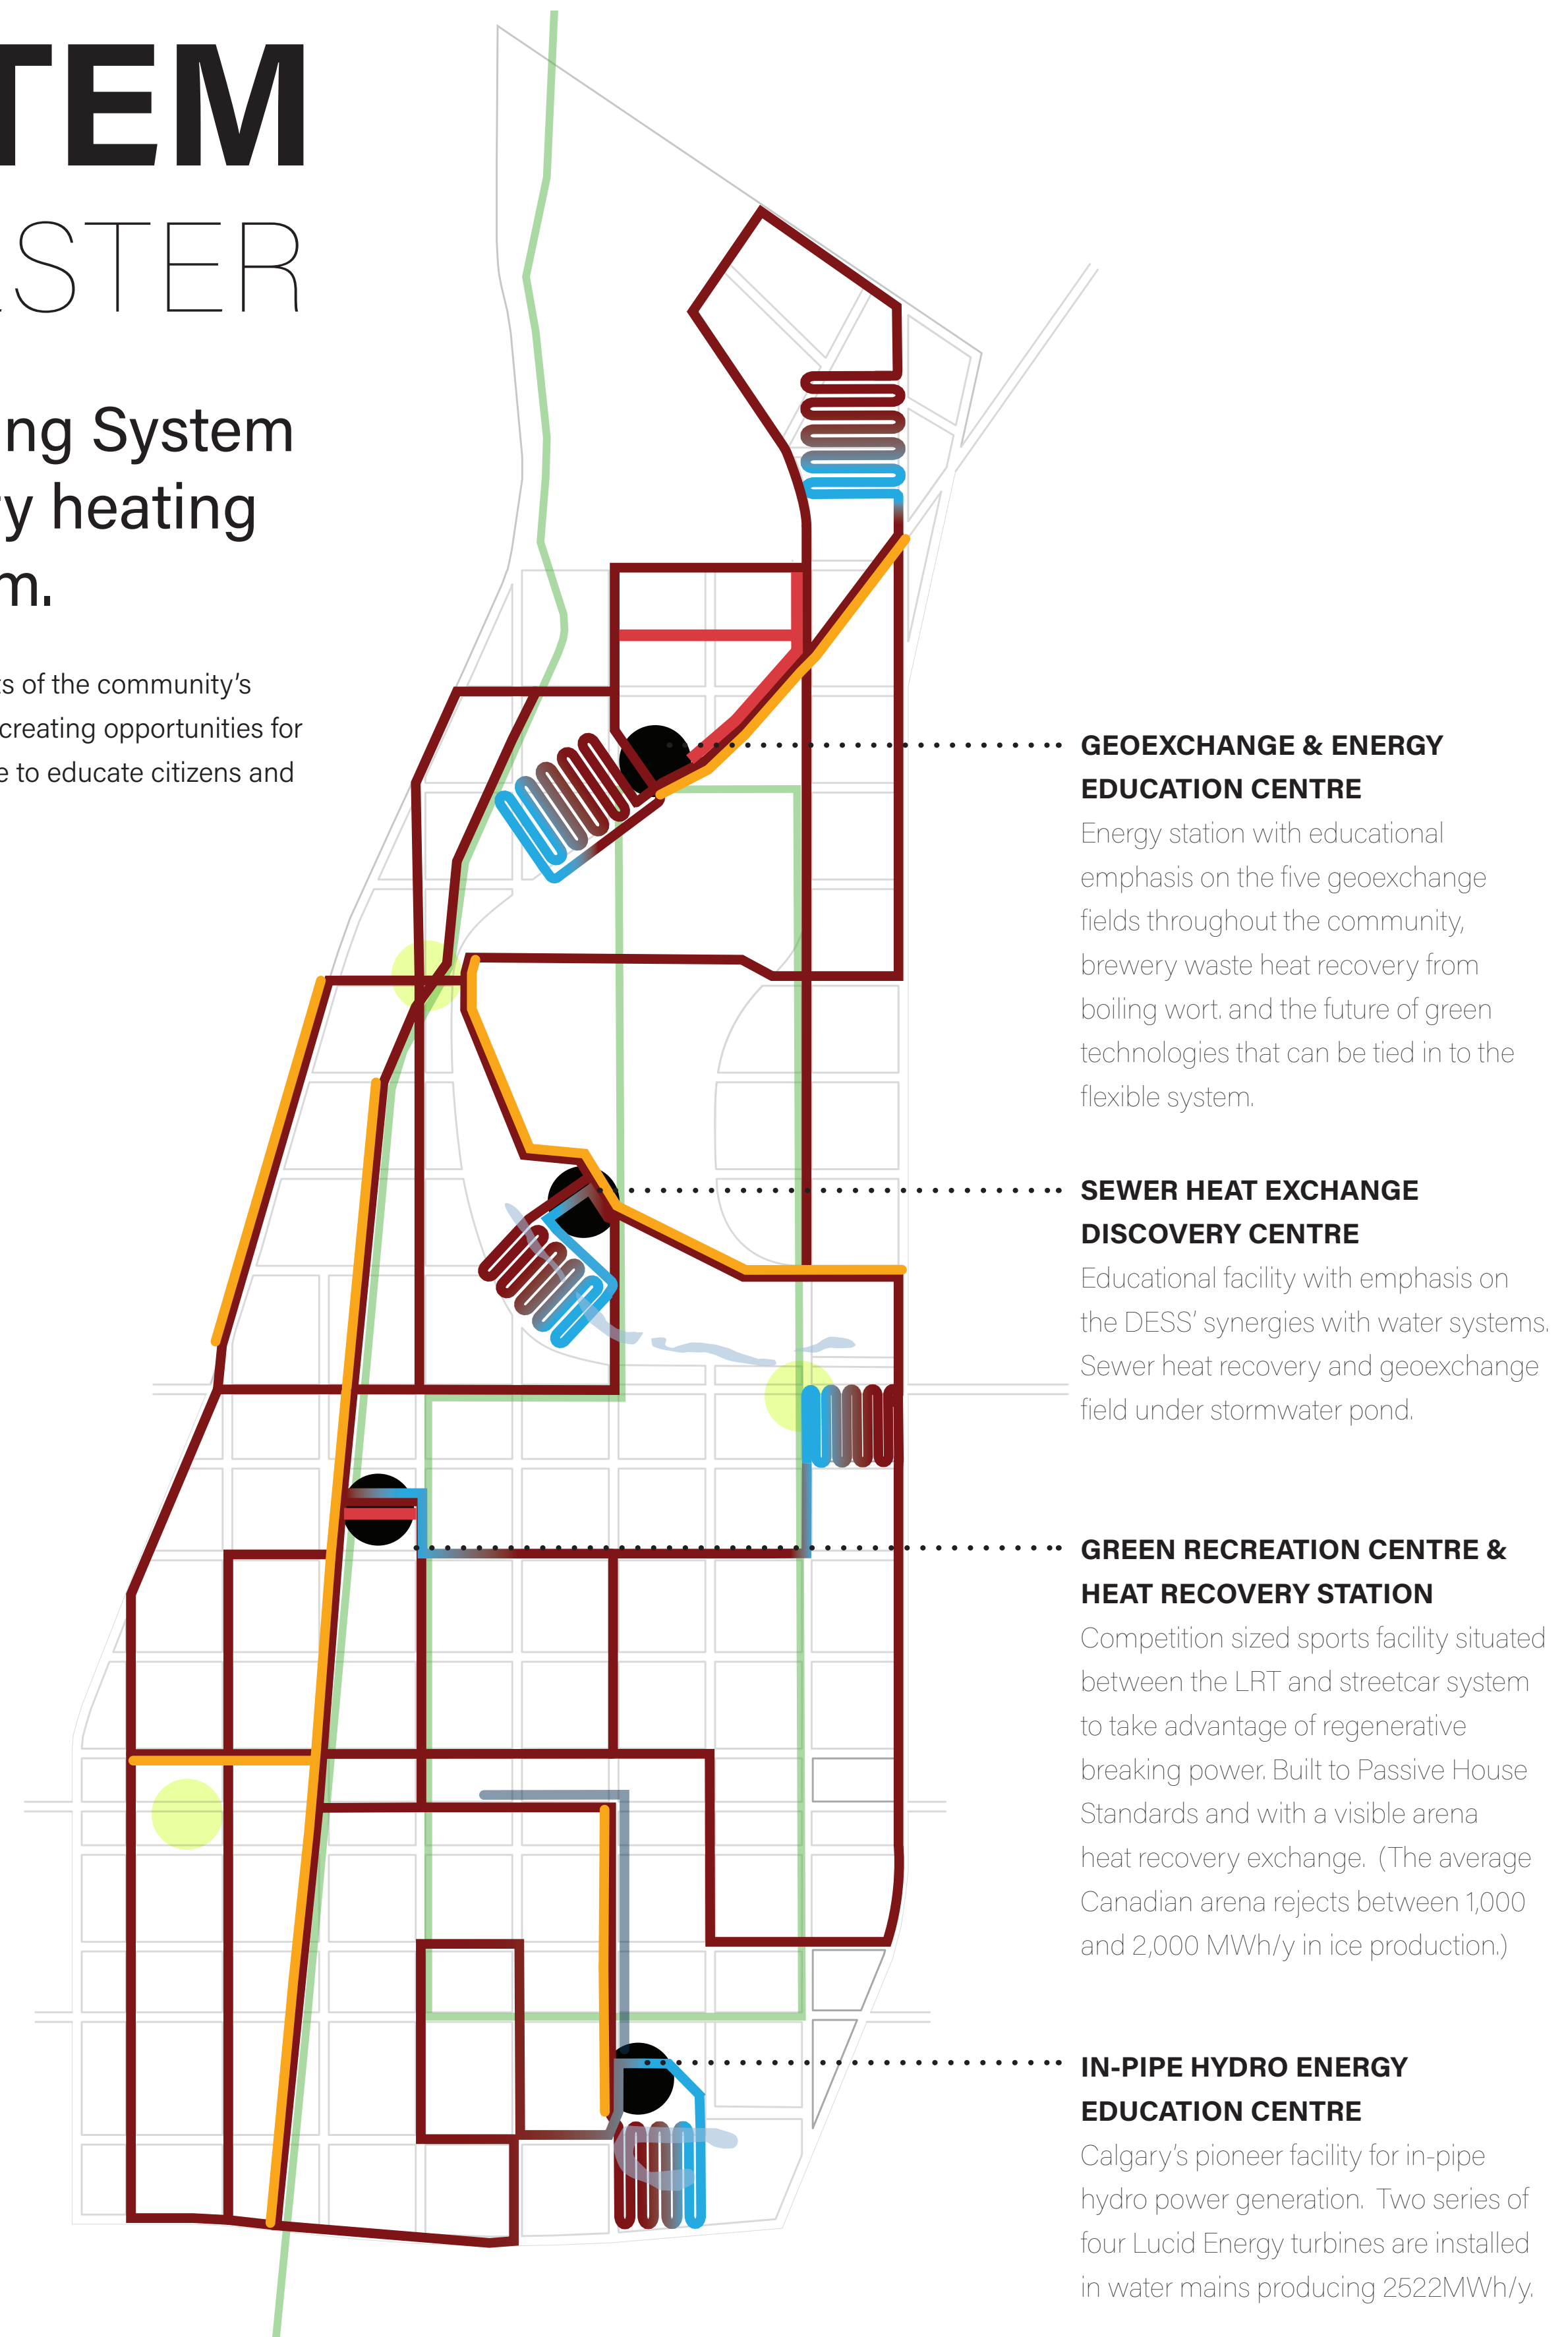 TEM
STER
ng System
y heating
m.
ts of the community's
creating opportunities for
e to educate citizens and
GEOEXCHANGE & ENERGY
EDUCATION CENTRE
Energy station with educational
emphasis on the five geoexchange
fields throughout the community,
brewery waste heat recovery from
boiling wort. and the future of green
technologies that can be tied in to the
flexible system.
SEWER HEAT EXCHANGE
DISCOVERY CENTRE
Educational facility with emphasis on
the DESS' synergies with water systems.
Sewer heat recovery and geoexchange
field under stormwater pond.
GREEN RECREATION CENTRE &
HEAT RECOVERY STATION
Competition sized sports facility situated
between the LRT and streetcar system
to take advantage of regenerative
breaking power. Built to Passive House
Standards and with a visible arena
heat recovery exchange. (The average
Canadian arena rejects between 1,000
and 2,000 MWh/y in ice production.)
IN-PIPE HYDRO ENERGY
EDUCATION CENTRE
Calgary's pioneer facility for in-pipe
hydro power generation. Two series of
four Lucid Energy turbines are installed
in water mains producing 2522MWh/y.